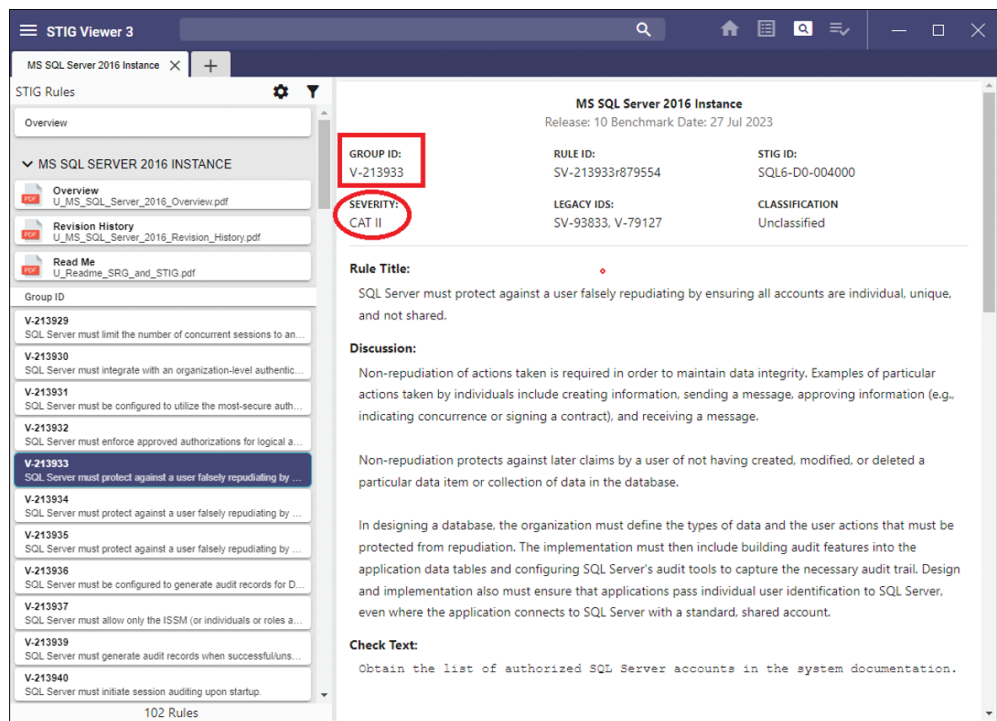 STIG Viewer 3
MS SQL Server 2016 Instance
STIG Rules
Overview
MS SQL SERVER 2016 INSTANCE
PDF
Overview
U_MS_SQL_Server_2016_Overview.pdf
PDF
Revision History
U_MS_SQL_Server_2016_Revision_History.pdf
PDF
Read Me
U_Readme_SRG_and_STIG.pdf
Group ID
V-213929
SQL Server must limit the number of concurrent sessions to an...
V-213930
SQL Server must integrate with an organization-level authentic...
V-213931
SQL Server must be configured to utilize the most-secure auth...
V-213932
SQL Server must enforce approved authorizations for logical a...
V-213933
SQL Server must protect against a user falsely repudiating by ...
V-213934
SQL Server must protect against a user falsely repudiating by ...
V-213935
SQL Server must protect against a user falsely repudiating by ...
V-213936
SQL Server must be configured to generate audit records for D...
V-213937
SQL Server must allow only the ISSM (or individuals or roles a...
V-213939
SQL Server must generate audit records when successful/uns...
V-213940
SQL Server must initiate session auditing upon startup.
102 Rules
MS SQL Server 2016 Instance
Release: 10 Benchmark Date: 27 Jul 2023
GROUP ID: RULE ID: STIG ID:
V-213933 SV-213933r879554 SQL6-D0-004000
SEVERITY: LEGACY IDS: CLASSIFICATION
CAT II SV-93833, V-79127 Unclassified
Rule Title:
SQL Server must protect against a user falsely repudiating by ensuring all accounts are individual, unique,
and not shared.
Discussion:
Non-repudiation of actions taken is required in order to maintain data integrity. Examples of particular
actions taken by individuals include creating information, sending a message, approving information (e.g.,
indicating concurrence or signing a contract), and receiving a message.
Non-repudiation protects against later claims by a user of not having created, modified, or deleted a
particular data item or collection of data in the database.
In designing a database, the organization must define the types of data and the user actions that must be
protected from repudiation. The implementation must then include building audit features into the
application data tables and configuring SQL Server's audit tools to capture the necessary audit trail. Design
and implementation also must ensure that applications pass individual user identification to SQL Server,
even where the application connects to SQL Server with a standard, shared account.
Check Text:
Obtain the list of authorized SQL Server accounts in the system documentation.